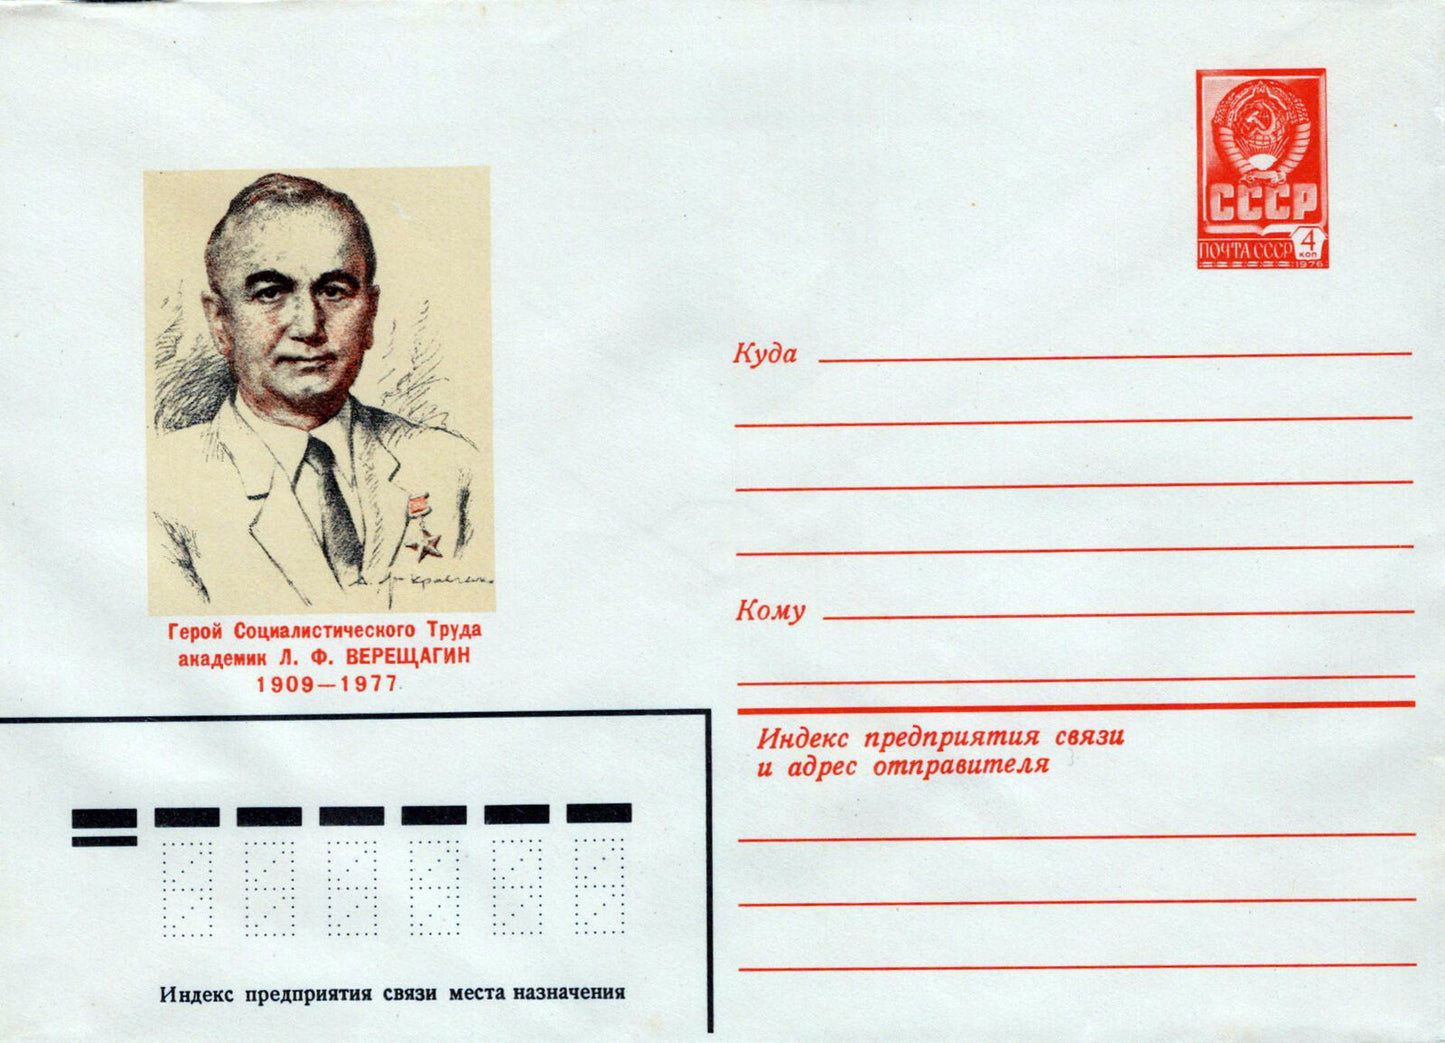 СССР
ПОЧТА СССР
4
КОП
1976
Куда
Кому
Герой Социалистического Труда
академик Л. Ф. ВЕРЕЩАГИН
1909—1977
Индекс предприятия связи
и адрес отправителя
Индекс предприятия связи места назначения